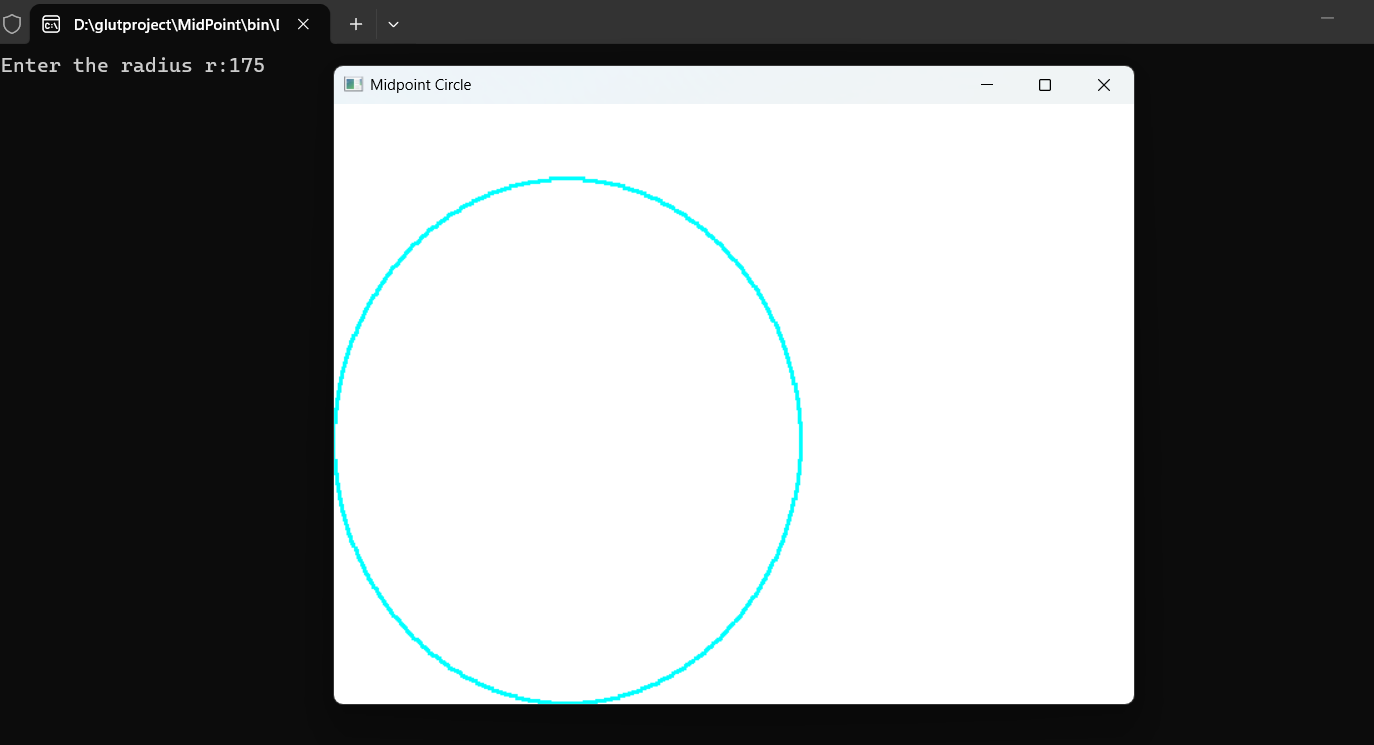 D:\glutproject\MidPoint\bin\I
Enter the radius r:175
Midpoint Circle